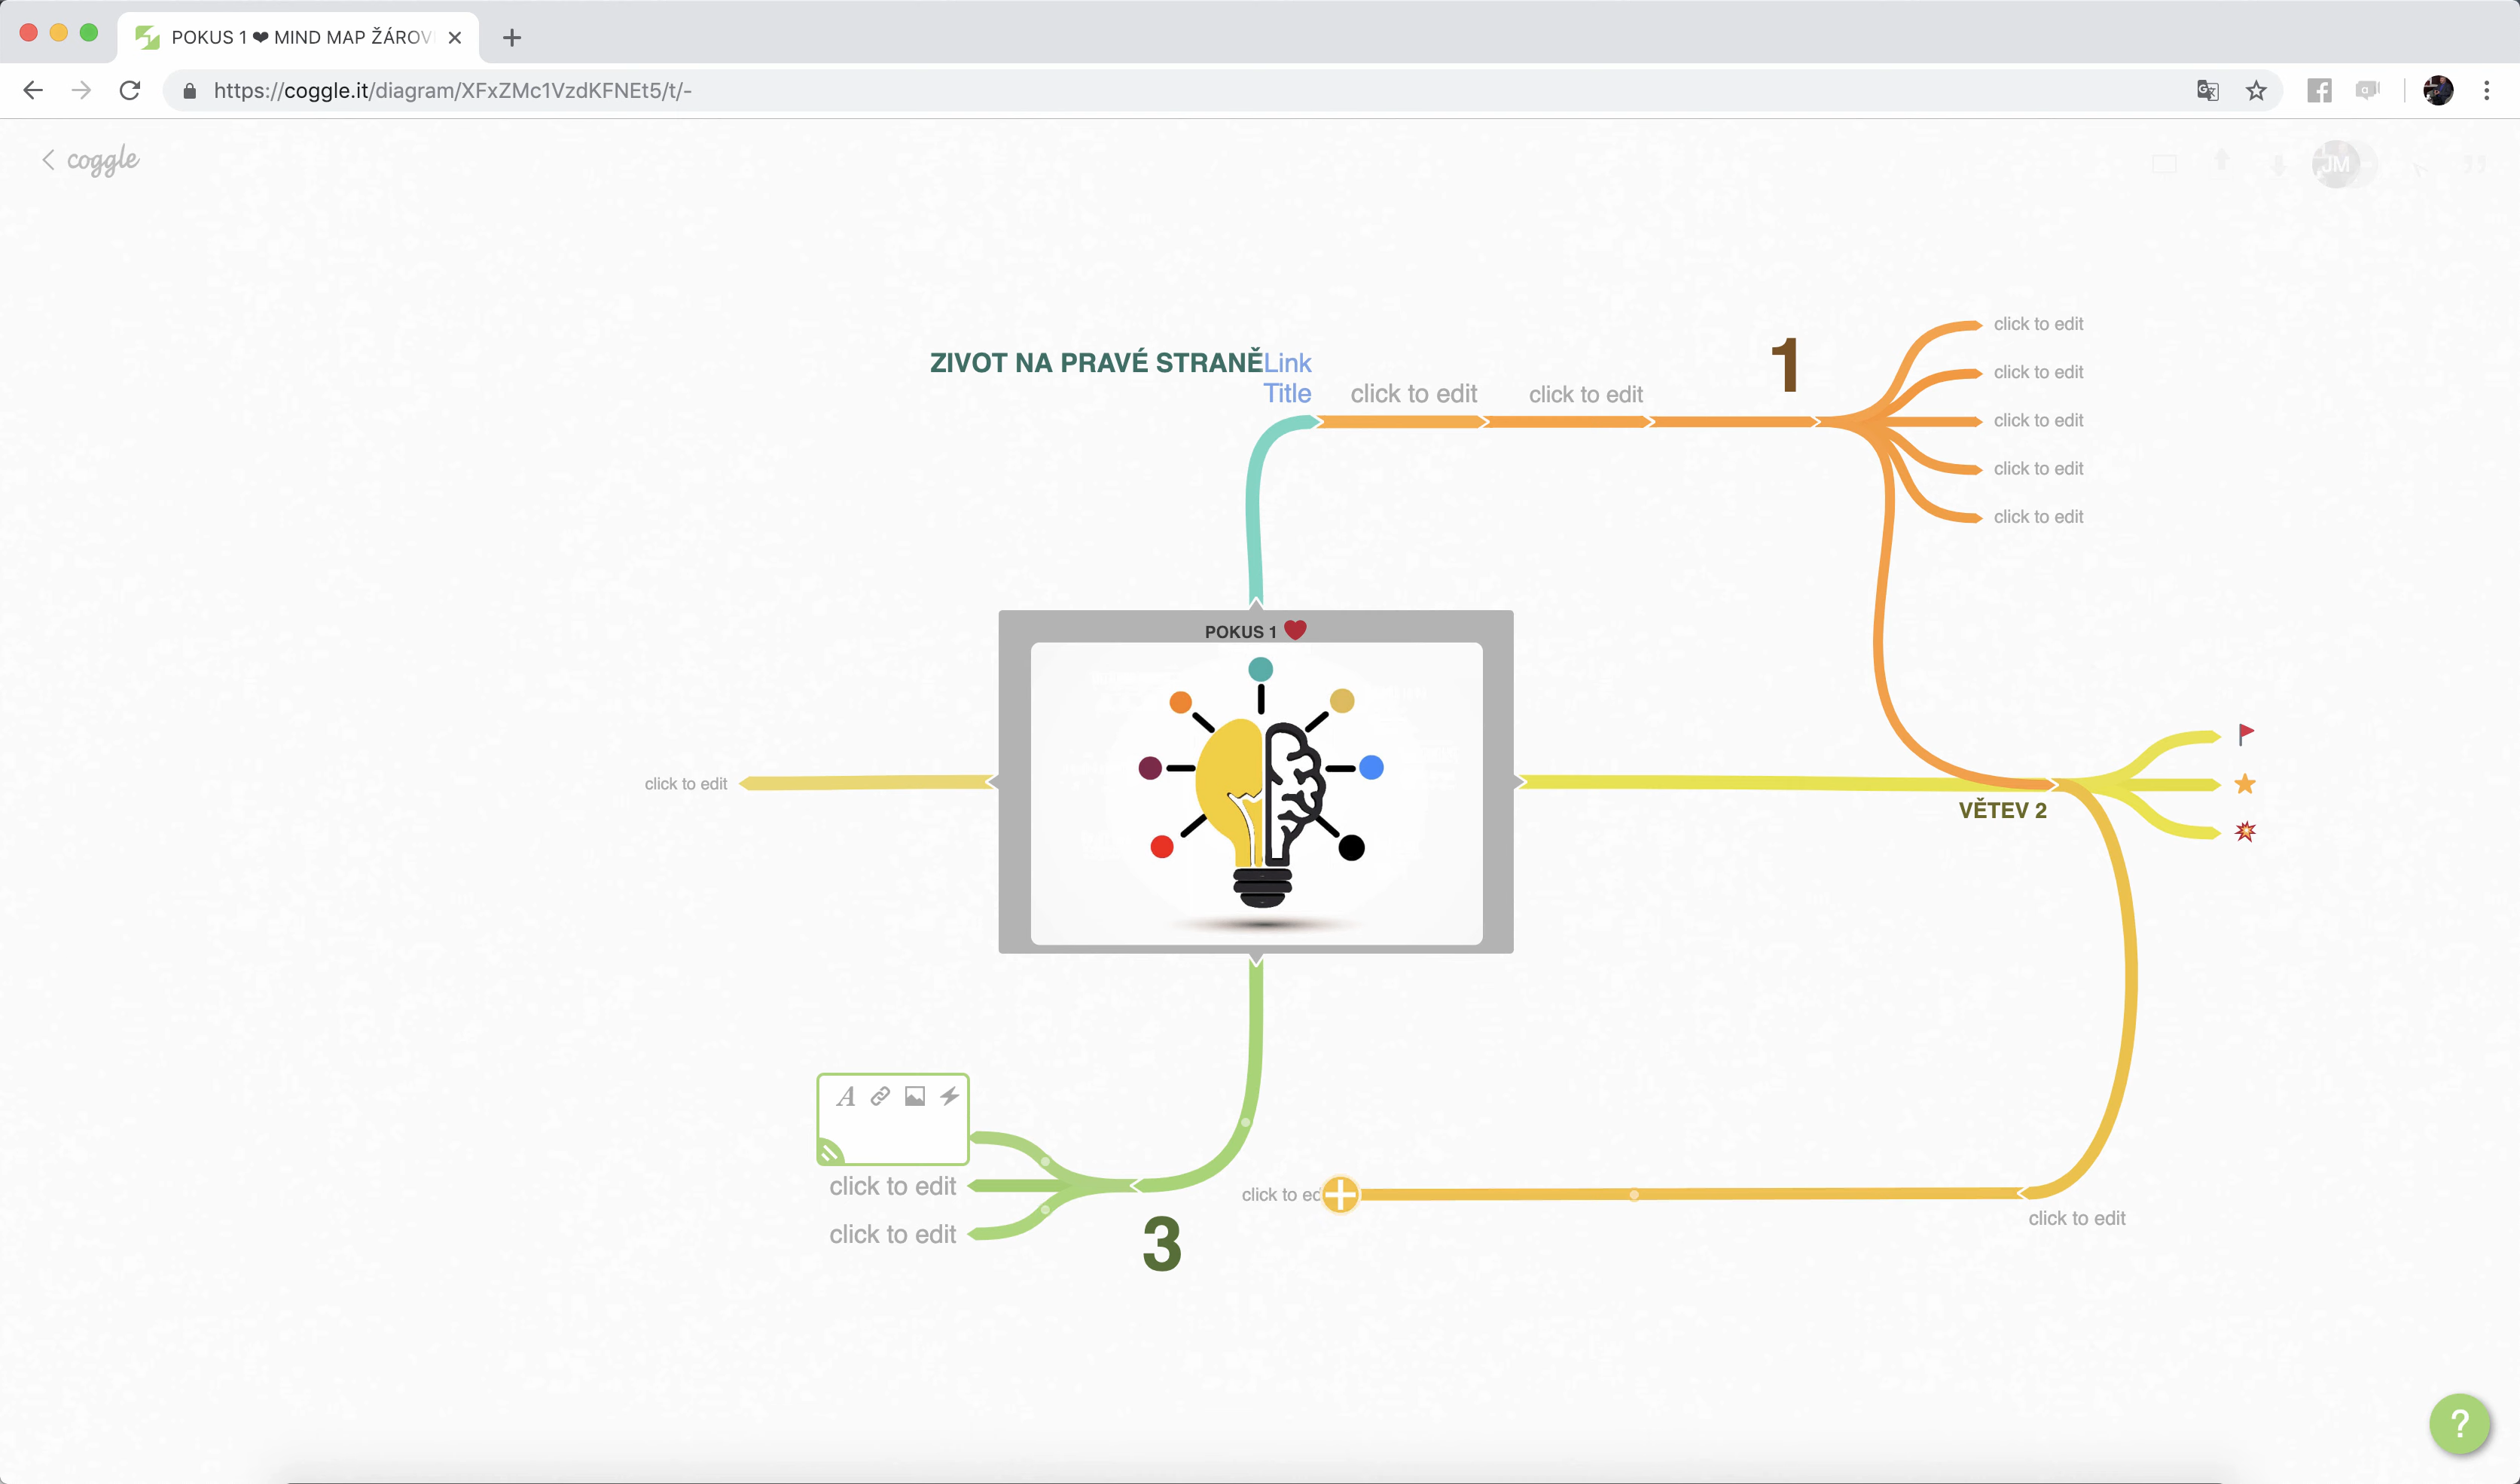 POKUS 1 ❤ MIND MAP ŽÁROV
https://coggle.it/diagram/XFxZMc1VzdKFNEt5/t/-
coggle
JM
ZIVOT NA PRAVÉ STRANĚLink
Title
click to edit
click to edit
1
click to edit
click to edit
click to edit
click to edit
click to edit
POKUS 1 ❤
click to edit
VĚTEV 2
A
click to edit
click to edit
3
click to ed
click to edit
?